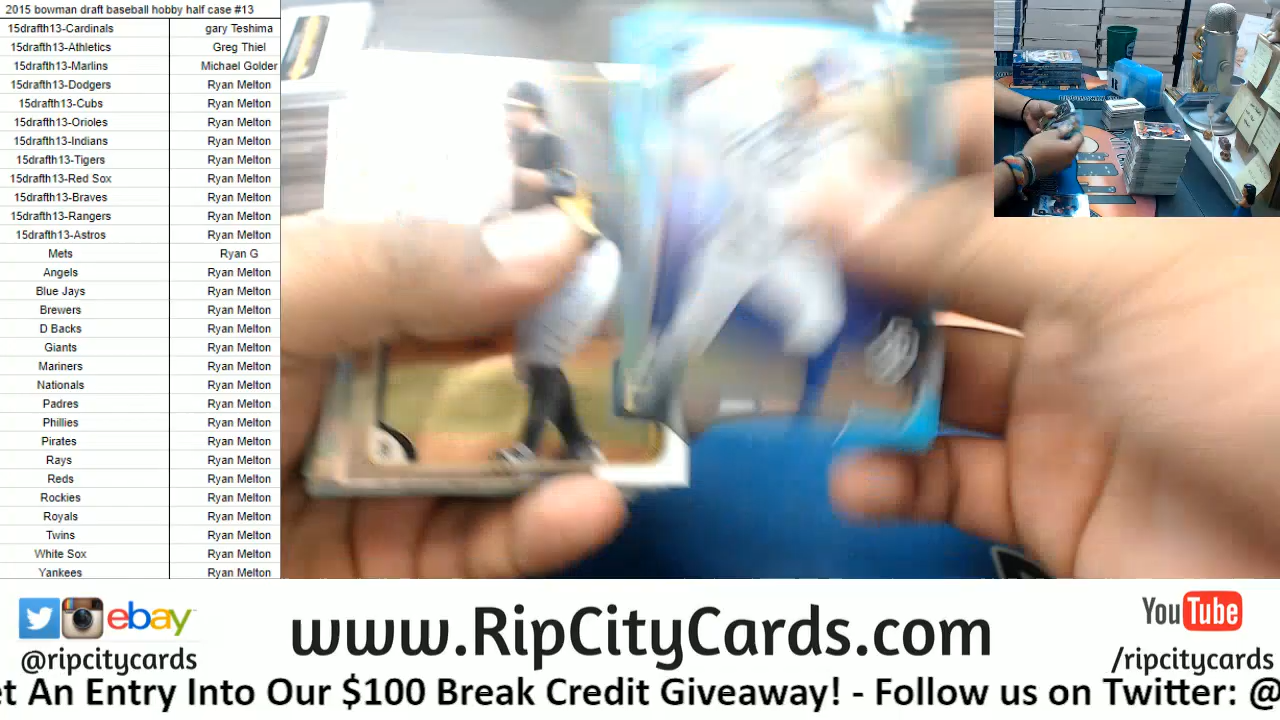 2015 bowman draft baseball hobby half case #13
15drafth13-Cardinals gary Teshima
15drafth13-Athletics Greg Thiel
15drafth13-Marlins Michael Golder
15drafth13-Dodgers Ryan Melton
15drafth13-Cubs Ryan Melton
15drafth13-Orioles Ryan Melton
15drafth13-Indians Ryan Melton
15drafth13-Tigers Ryan Melton
15drafth13-Red Sox Ryan Melton
15drafth13-Braves Ryan Melton
15drafth13-Rangers Ryan Melton
15drafth13-Astros Ryan Melton
Mets Ryan G
Angels Ryan Melton
Blue Jays Ryan Melton
Brewers Ryan Melton
D Backs Ryan Melton
Giants Ryan Melton
Mariners Ryan Melton
Nationals Ryan Melton
Padres Ryan Melton
Phillies Ryan Melton
Pirates Ryan Melton
Rays Ryan Melton
Reds Ryan Melton
Rockies Ryan Melton
Royals Ryan Melton
Twins Ryan Melton
White Sox Ryan Melton
Yankees Ryan Melton
ebay
@ripcitycards
www.RipCityCards.com
YouTube
/ripcitycards
et An Entry Into Our $100 Break Credit Giveaway! - Follow us on Twitter: @